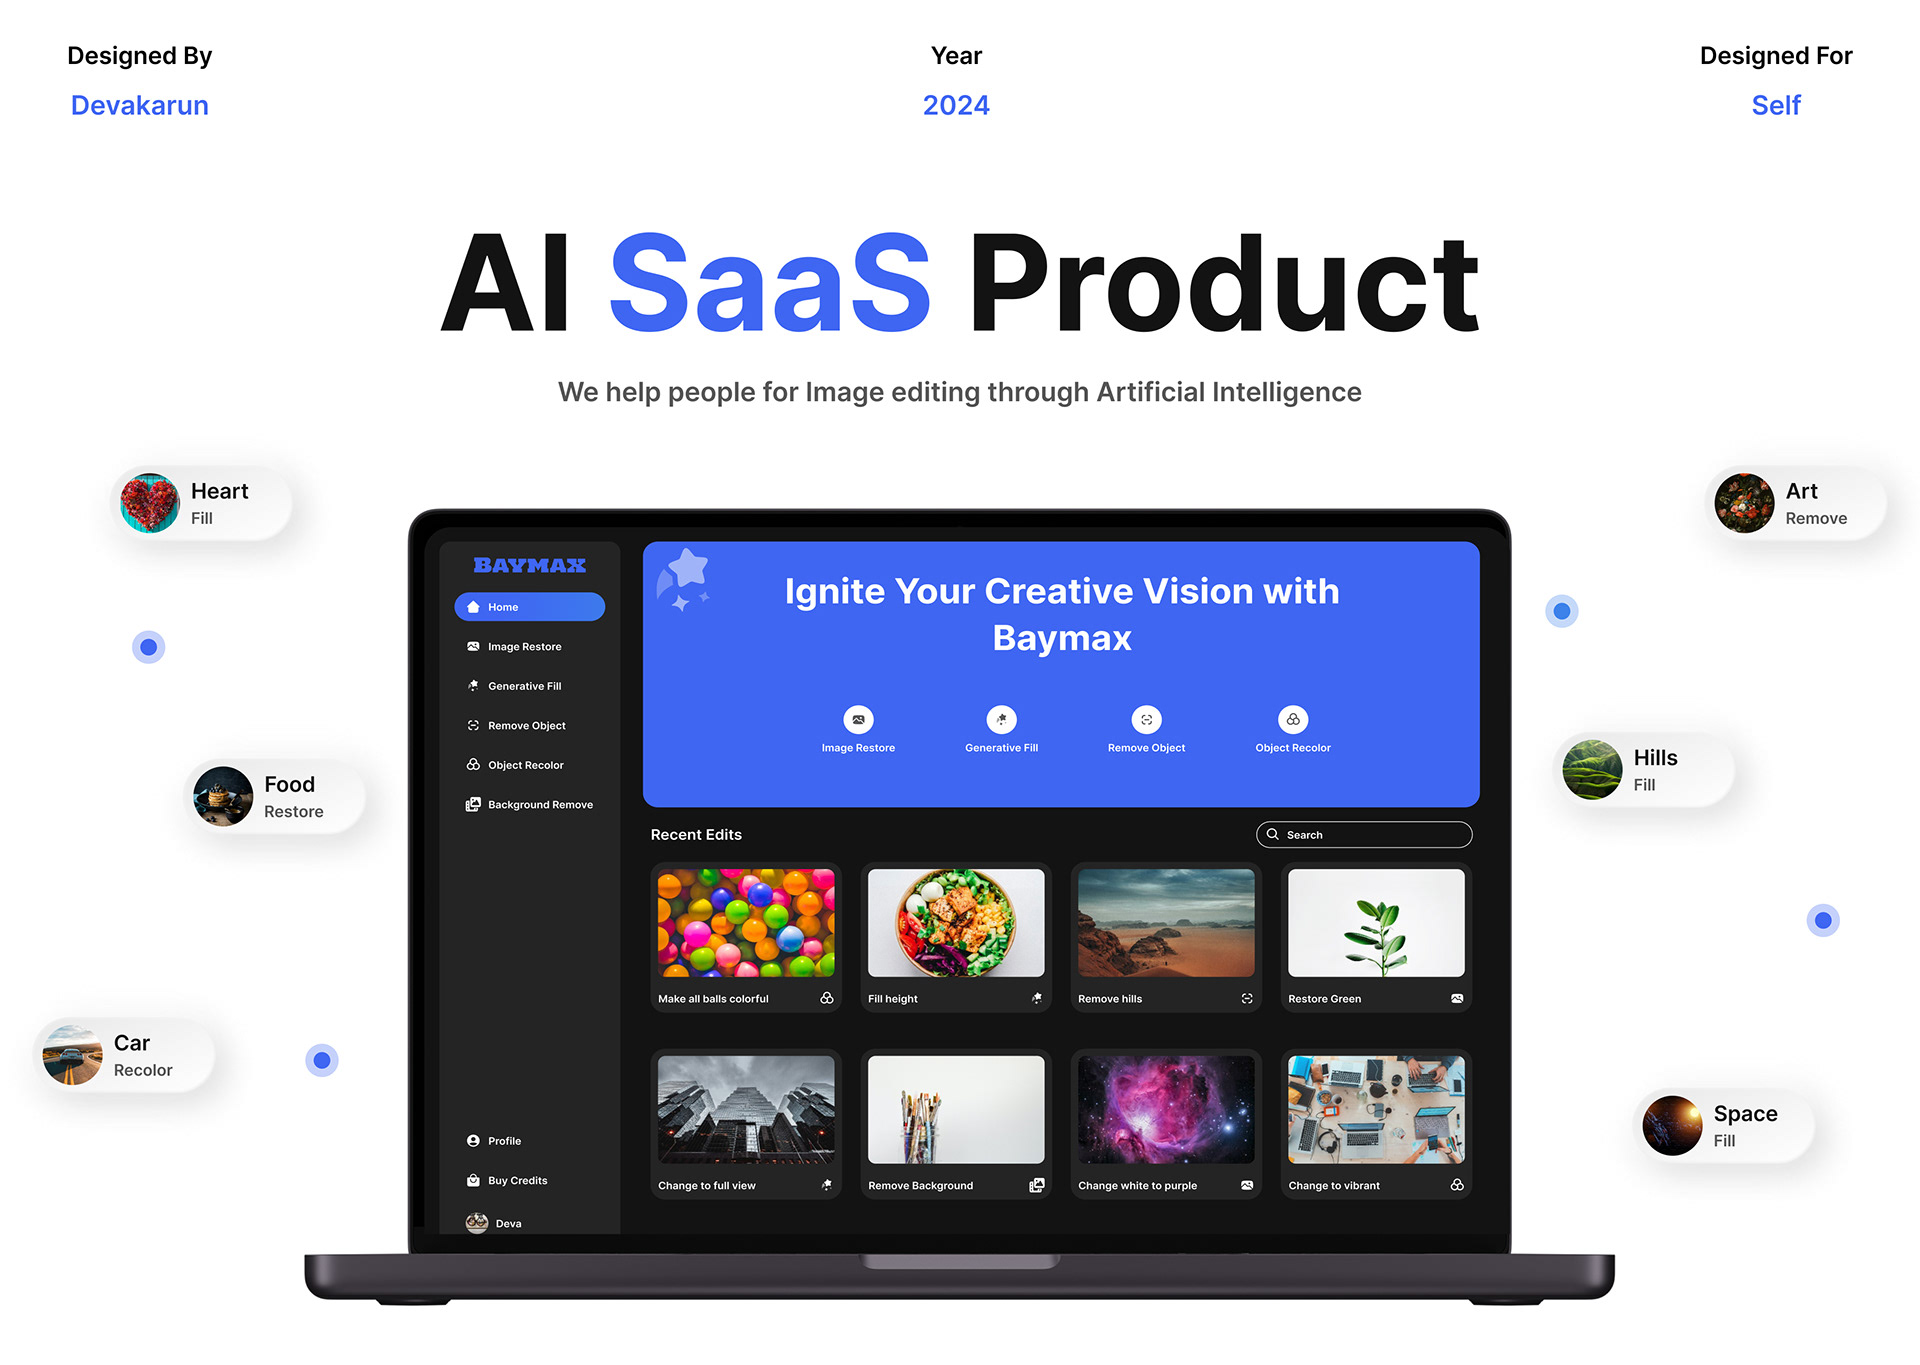 Designed By
Devakarun
Year
2024
Designed For
Self
AI SaaS Product
We help people for Image editing through Artificial Intelligence
Heart
Fill
Food
Restore
Car
Recolor
Art
Remove
Hills
Fill
Space
Fill
BAYMAX
Home
Image Restore
Generative Fill
Remove Object
Object Recolor
Background Remove
Profile
Buy Credits
Deva
Ignite Your Creative Vision with
Baymax
Image Restore
Generative Fill
Remove Object
Object Recolor
Recent Edits
Search
Make all balls colorful
Fill height
Remove hills
Restore Green
Change to full view
Remove Background
Change white to purple
Change to vibrant